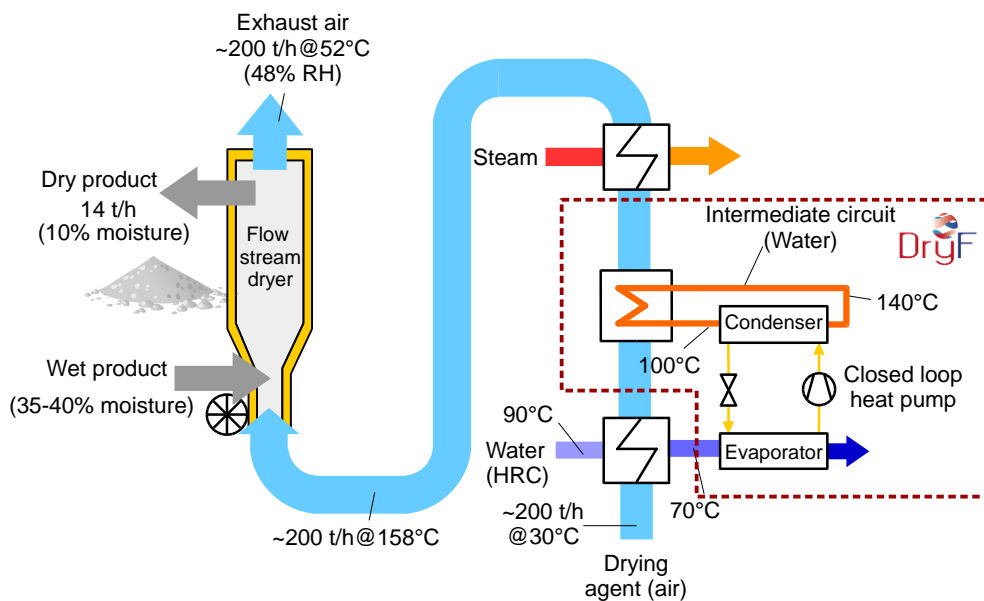 Exhaust air
~200 t/h@52°C
(48% RH)
Steam
Dry product
14 t/h
(10% moisture)
Flow
stream
dryer
Intermediate circuit
(Water)
DryF
140°C
Condenser
100°C
Wet product
(35-40% moisture)
Closed loop
heat pump
90°C
Water
(HRC)
Evaporator
70°C
~200 t/h@158°C
~200 t/h
@30°C
Drying
agent (air)